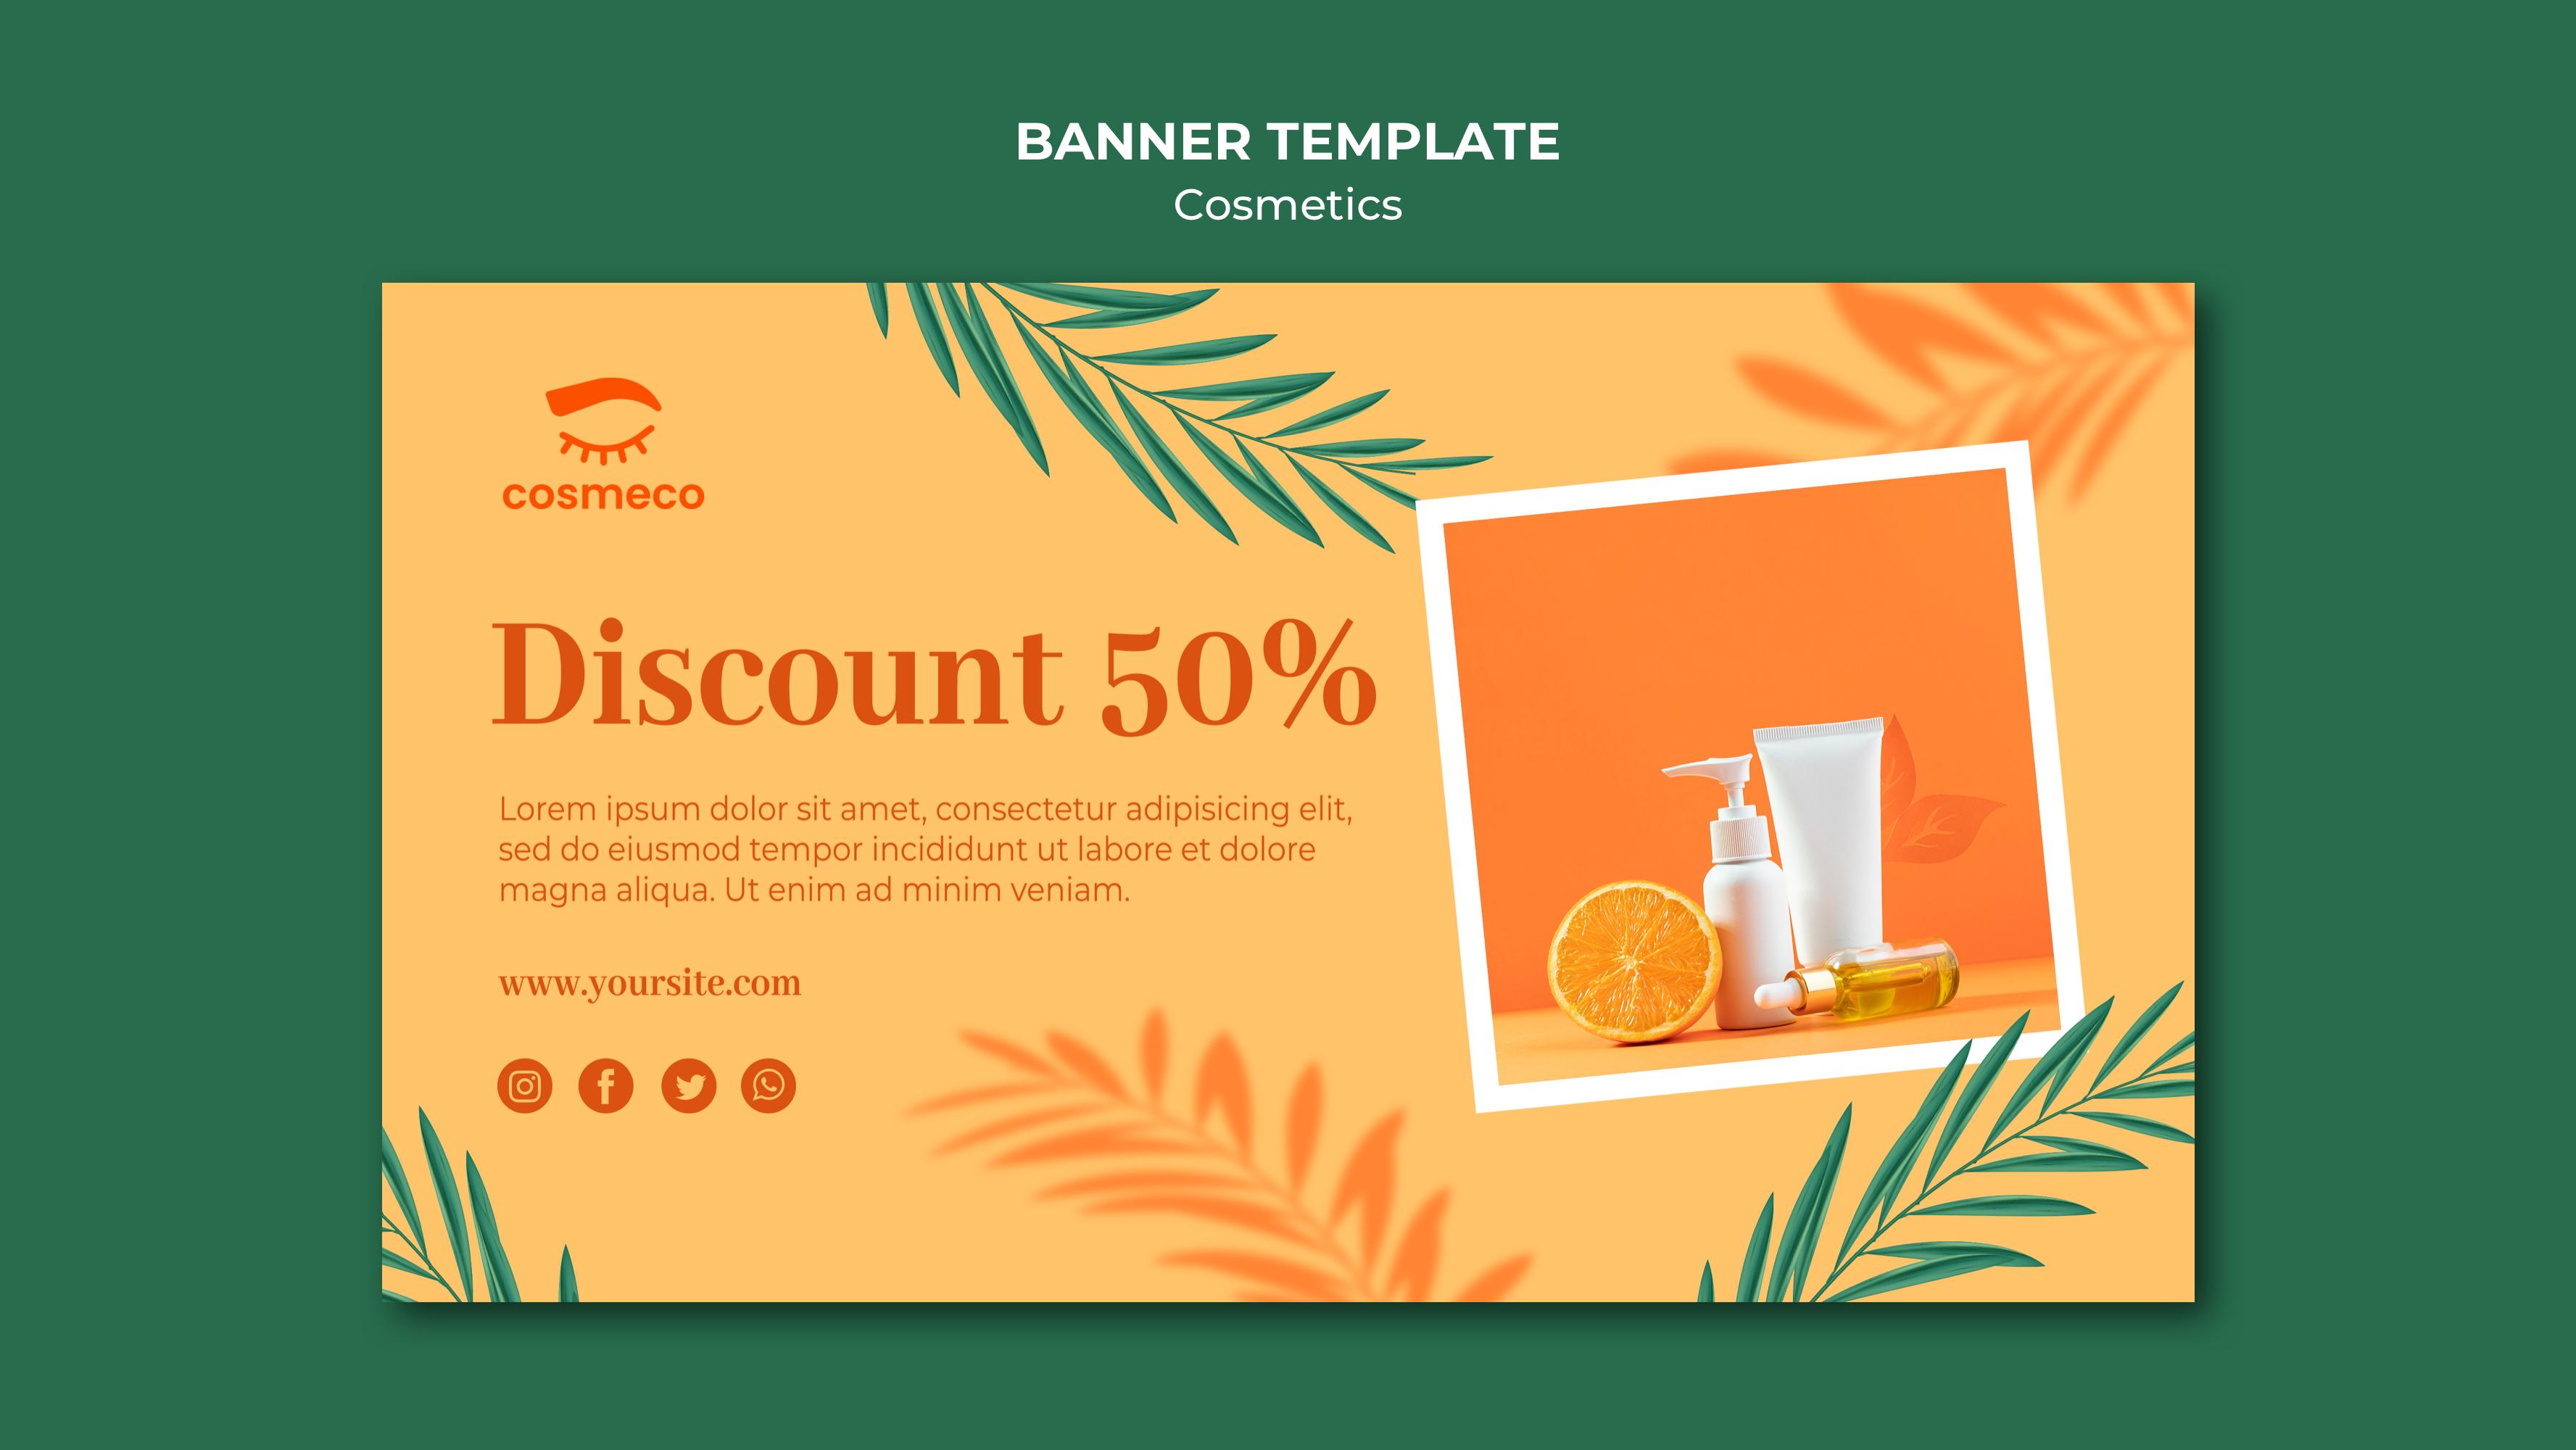 BANNER TEMPLATE
Cosmetics
cosmeco
Discount 50%
Lorem ipsum dolor sit amet, consectetur adipisicing elit,
sed do eiusmod tempor incididunt ut labore et dolore
magna aliqua. Ut enim ad minim veniam.
www.yoursite.com